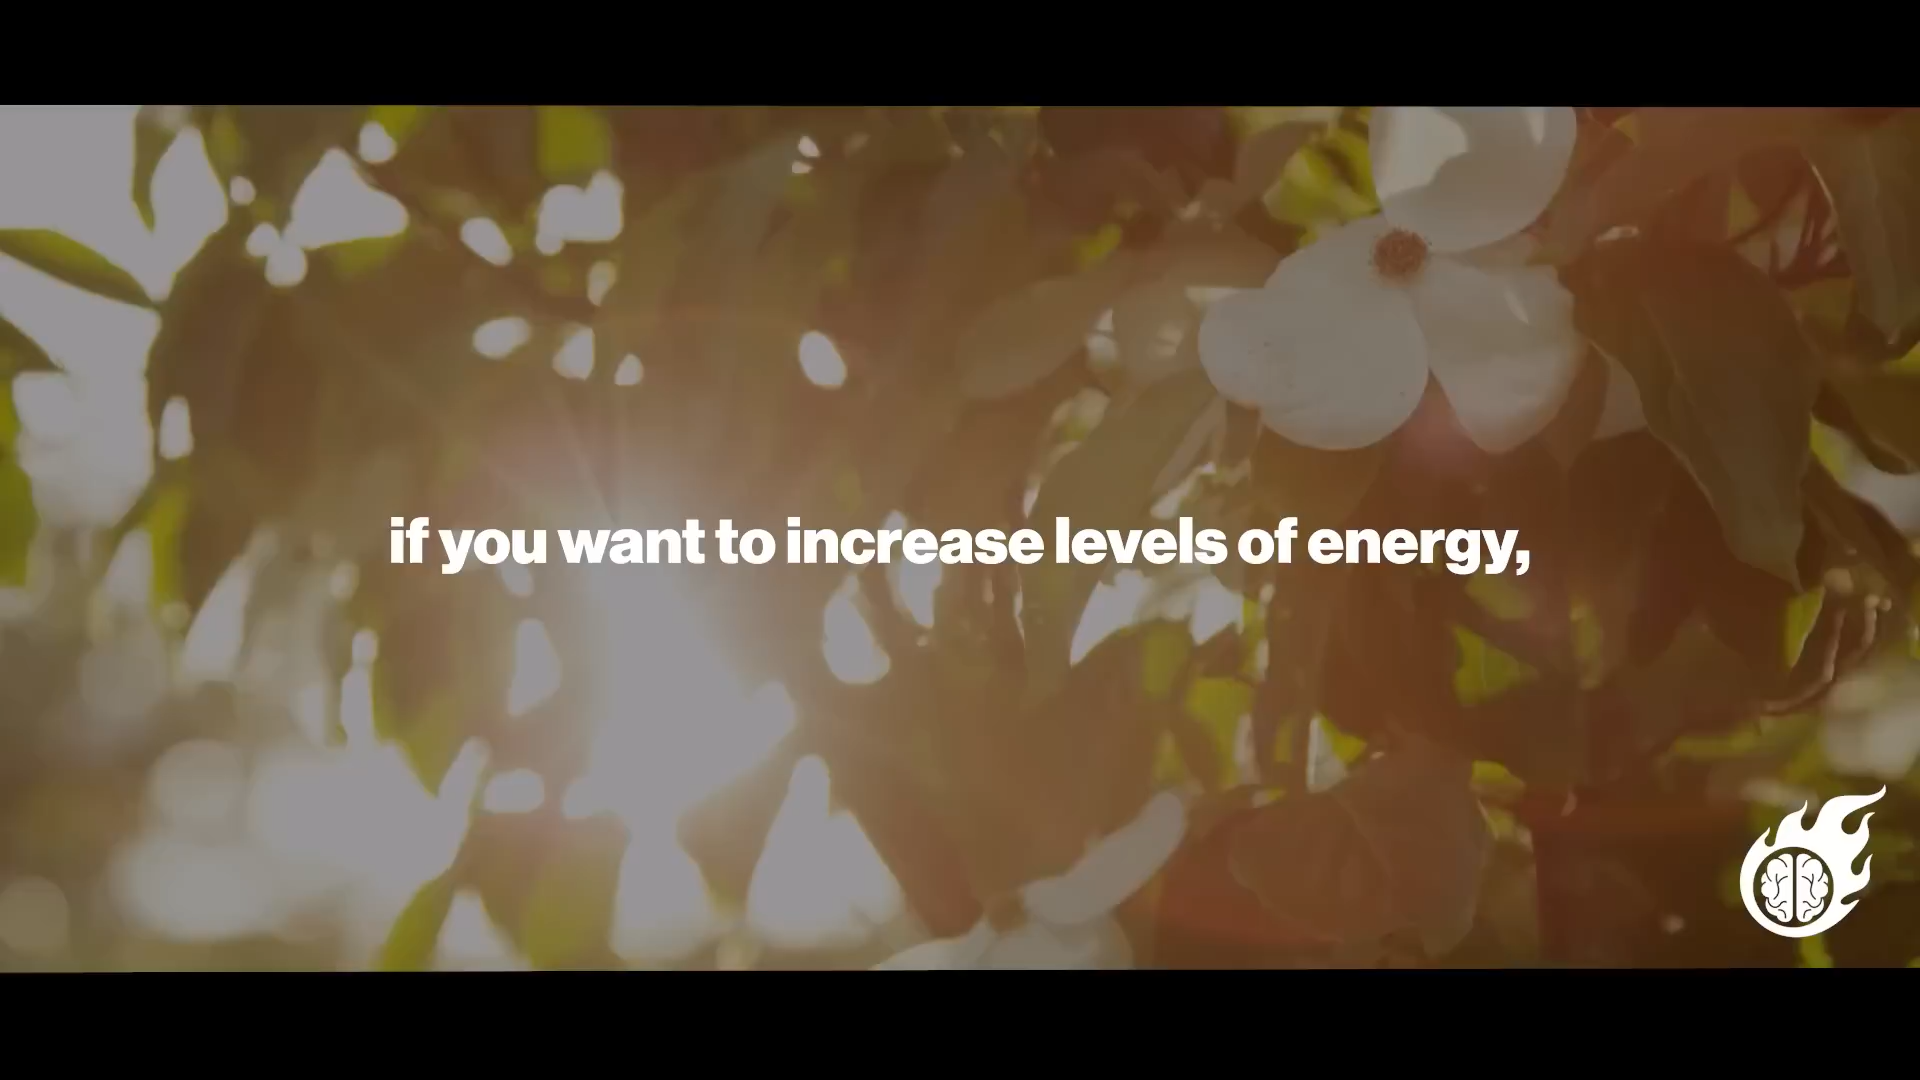 if you want to increase levels of energy,